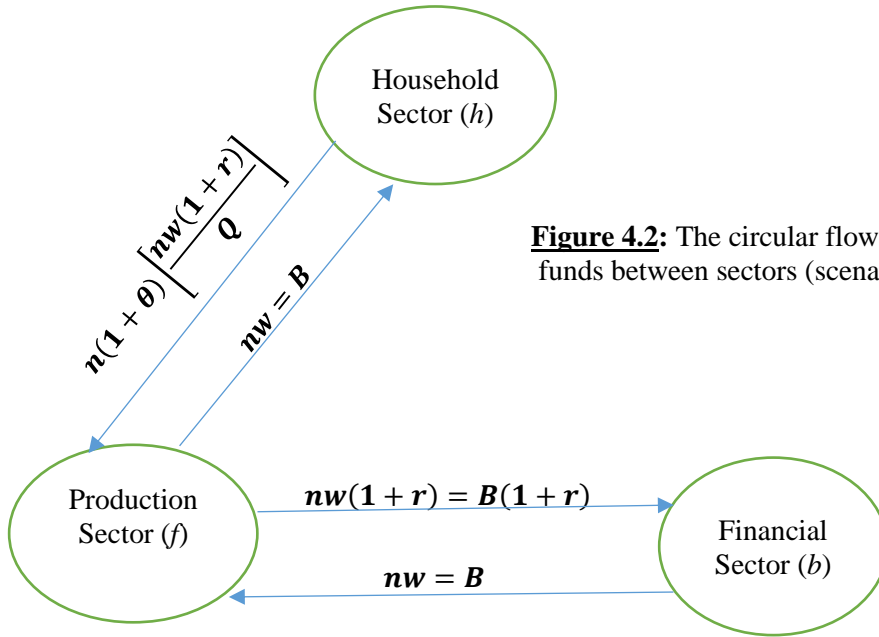 Household
Sector (h)
n(1 + θ) [nw(1 + r) / Q]
nw = B
Figure 4.2: The circular flow
funds between sectors (scena
Production
Sector (f)
nw(1 + r) = B(1 + r)
nw = B
Financial
Sector (b)